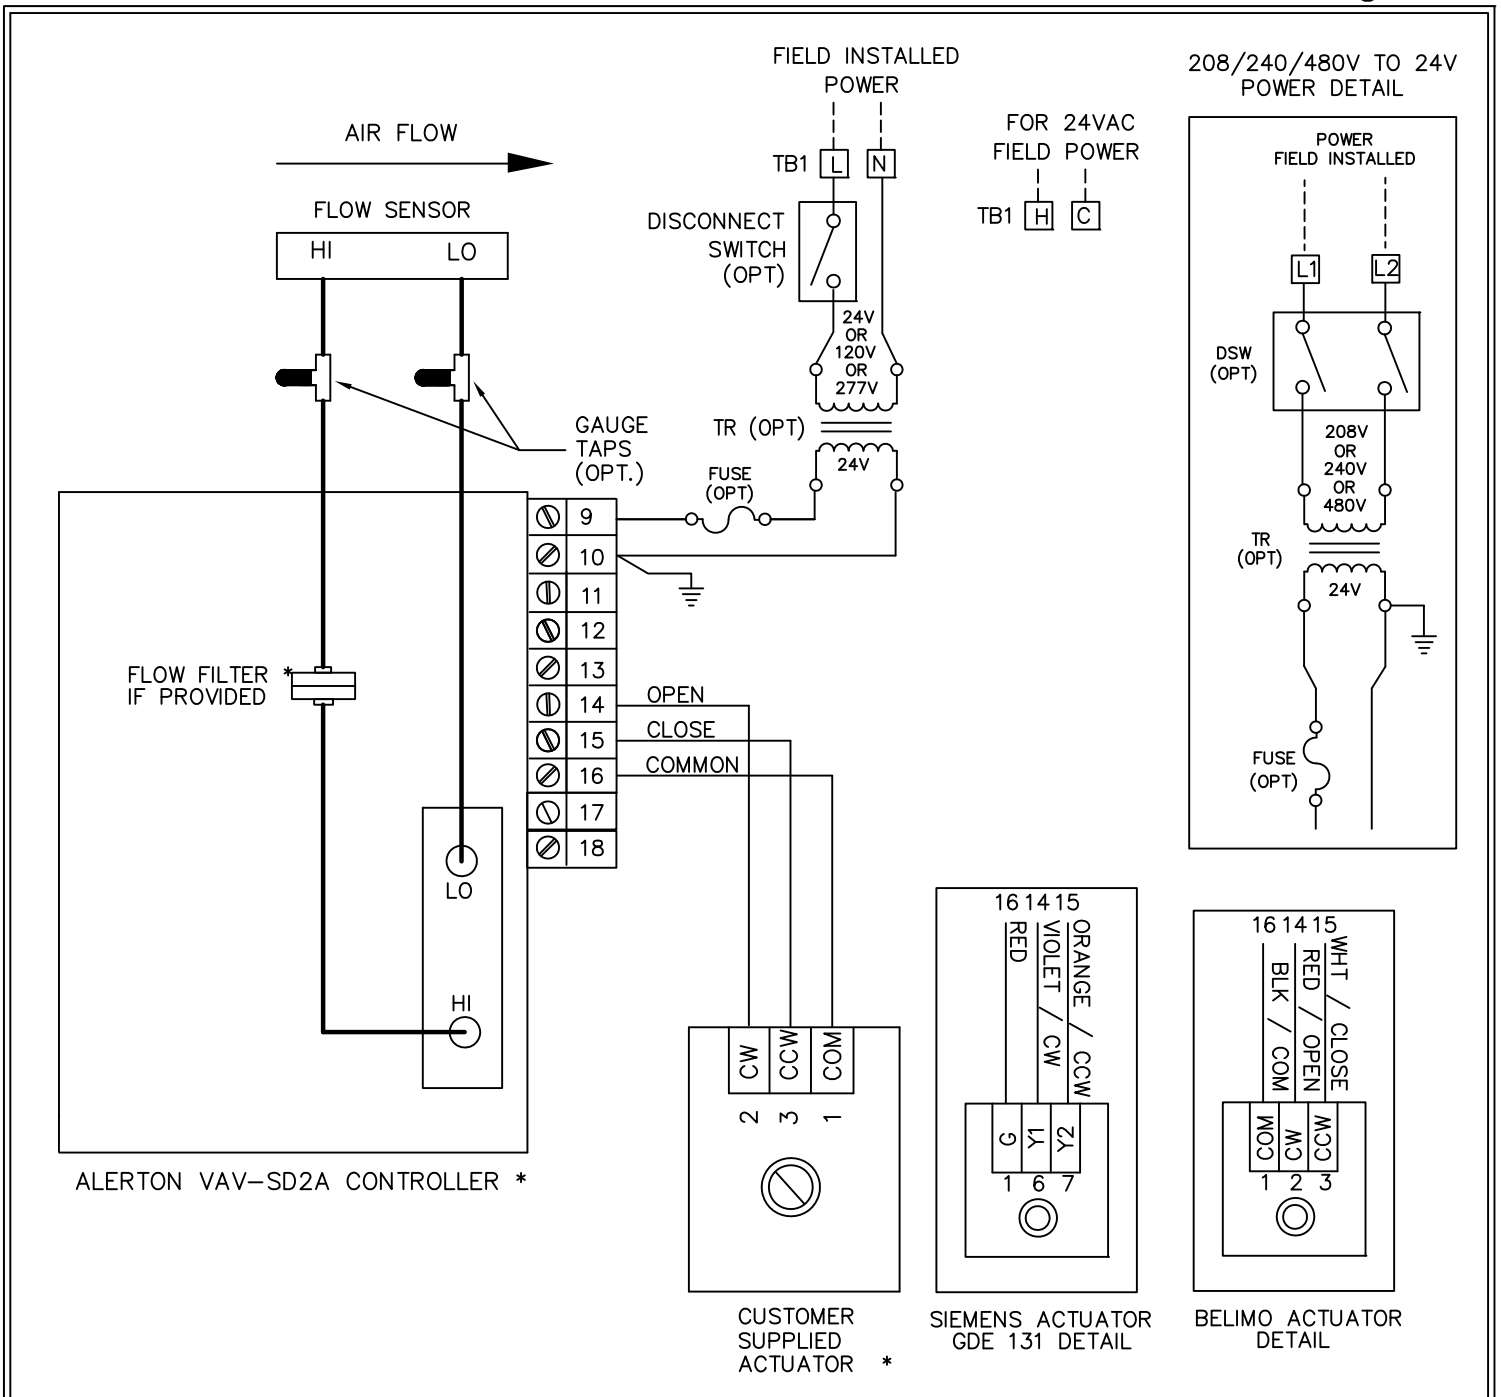 FIELD INSTALLED
POWER
208/240/480V TO 24V
POWER DETAIL
AIR FLOW
FOR 24VAC
FIELD POWER
POWER
FIELD INSTALLED
TB1 L N
FLOW SENSOR
HI LO
DISCONNECT
SWITCH
(OPT)
TB1 H C
L1 L2
24V
OR
120V
OR
277V
DSW
(OPT)
GAUGE
TAPS
(OPT.)
TR (OPT)
24V
FUSE
(OPT)
208V
OR
240V
OR
480V
TR
(OPT)
24V
9
10
11
12
13
14
15
16
17
18
FLOW FILTER *
IF PROVIDED
OPEN
CLOSE
COMMON
FUSE
(OPT)
LO
HI
ALERTON VAV-SD2A CONTROLLER *
CW CCW COM
2 3 1
CUSTOMER
SUPPLIED
ACTUATOR *
16 14 15
RED
VIOLET / CW
ORANGE / CCW
G Y1 Y2
1 6 7
SIEMENS ACTUATOR
GDE 131 DETAIL
16 14 15
BLK / COM
RED / OPEN
WHT / CLOSE
COM CW CCW
1 2 3
BELIMO ACTUATOR
DETAIL